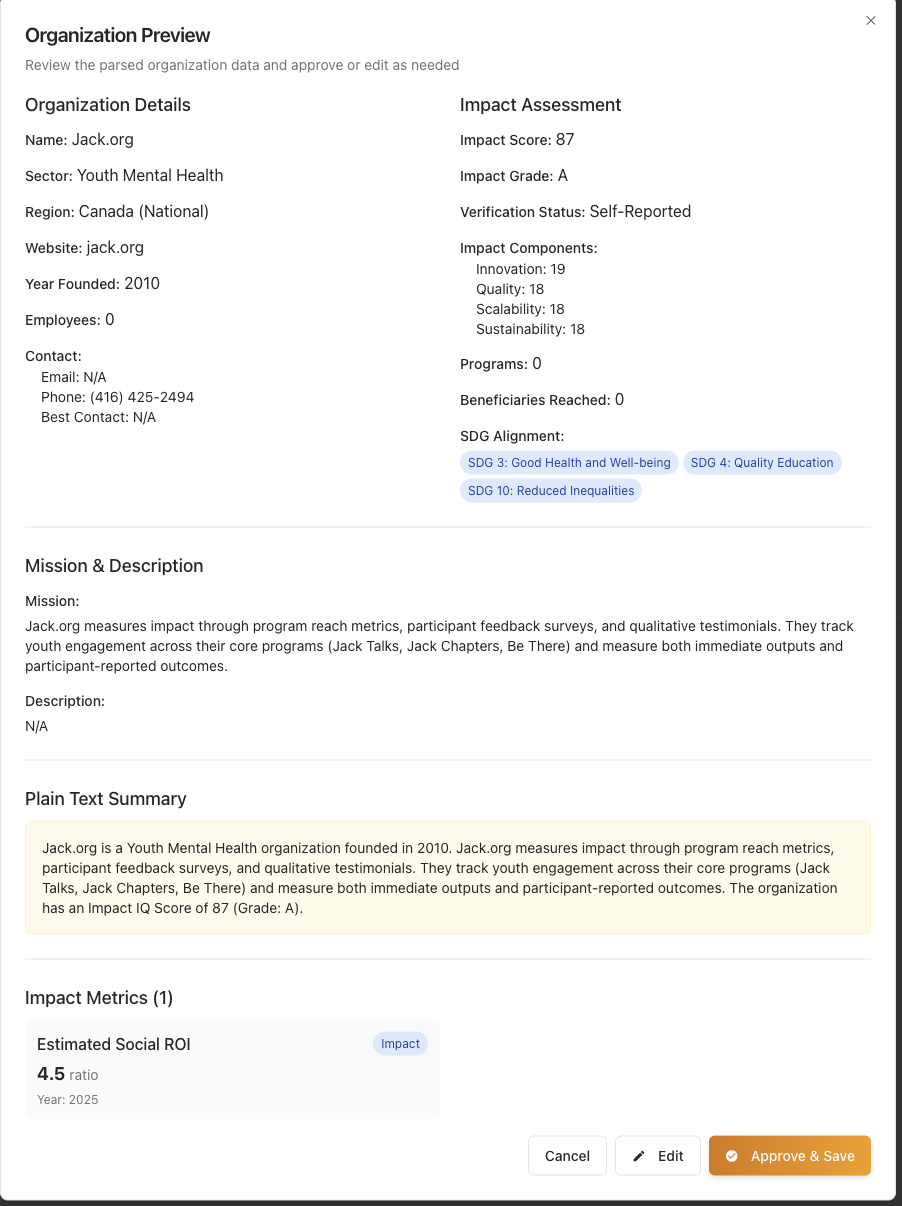 Organization Preview
Review the parsed organization data and approve or edit as needed
Organization Details
Name: Jack.org
Sector: Youth Mental Health
Region: Canada (National)
Website: jack.org
Year Founded: 2010
Employees: 0
Contact:
Email: N/A
Phone: (416) 425-2494
Best Contact: N/A
Impact Assessment
Impact Score: 87
Impact Grade: A
Verification Status: Self-Reported
Impact Components:
Innovation: 19
Quality: 18
Scalability: 18
Sustainability: 18
Programs: 0
Beneficiaries Reached: 0
SDG Alignment:
SDG 3: Good Health and Well-being SDG 4: Quality Education
SDG 10: Reduced Inequalities
Mission & Description
Mission:
Jack.org measures impact through program reach metrics, participant feedback surveys, and qualitative testimonials. They track
youth engagement across their core programs (Jack Talks, Jack Chapters, Be There) and measure both immediate outputs and
participant-reported outcomes.
Description:
N/A
Plain Text Summary
Jack.org is a Youth Mental Health organization founded in 2010. Jack.org measures impact through program reach metrics,
participant feedback surveys, and qualitative testimonials. They track youth engagement across their core programs (Jack
Talks, Jack Chapters, Be There) and measure both immediate outputs and participant-reported outcomes. The organization
has an Impact IQ Score of 87 (Grade: A).
Impact Metrics (1)
Estimated Social ROI Impact
4.5 ratio
Year: 2025
Cancel Edit Approve & Save